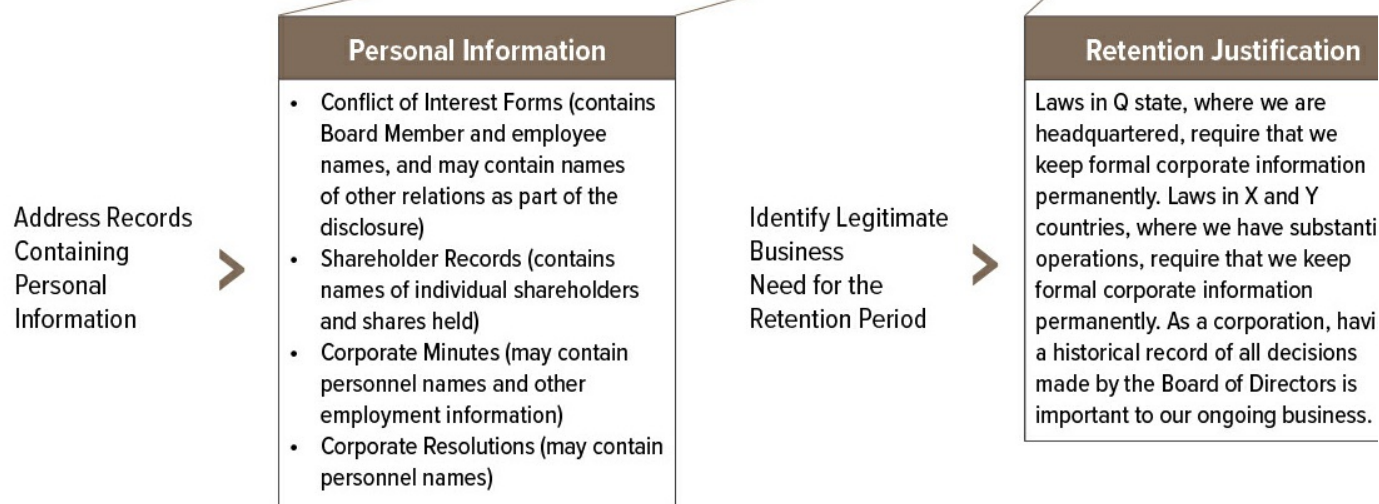 Address Records
Containing
Personal
Information
>
Personal Information
• Conflict of Interest Forms (contains
Board Member and employee
names, and may contain names
of other relations as part of the
disclosure)
• Shareholder Records (contains
names of individual shareholders
and shares held)
• Corporate Minutes (may contain
personnel names and other
employment information)
• Corporate Resolutions (may contain
personnel names)
Identify Legitimate
Business
Need for the
Retention Period
>
Retention Justification
Laws in Q state, where we are
headquartered, require that we
keep formal corporate information
permanently. Laws in X and Y
countries, where we have substanti
operations, require that we keep
formal corporate information
permanently. As a corporation, havi
a historical record of all decisions
made by the Board of Directors is
important to our ongoing business.